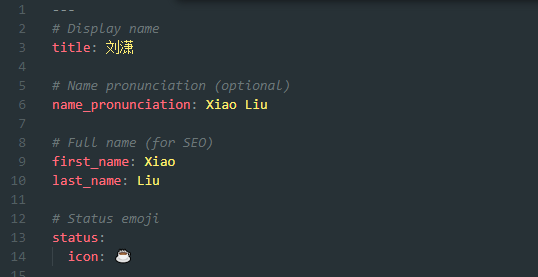 1 ---
2 # Display name
3 title: 刘潇
4
5 # Name pronunciation (optional)
6 name_pronunciation: Xiao Liu
7
8 # Full name (for SEO)
9 first_name: Xiao
10 last_name: Liu
11
12 # Status emoji
13 status:
14   icon: ☕
15